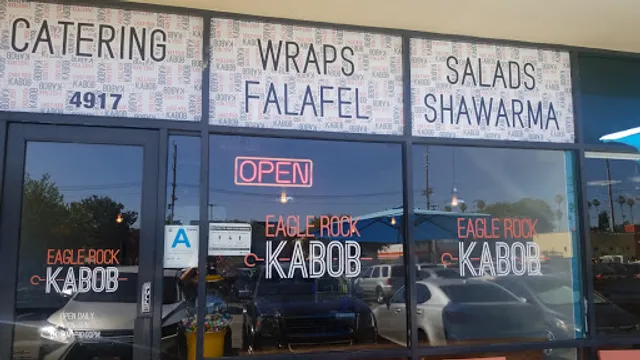 CATERING
4917
WRAPS
FALAFEL
SALADS
SHAWARMA
OPEN
A
EAGLE ROCK
KABOB
EAGLE ROCK
KABOB
EAGLE ROCK
KABOB
OPEN DAILY